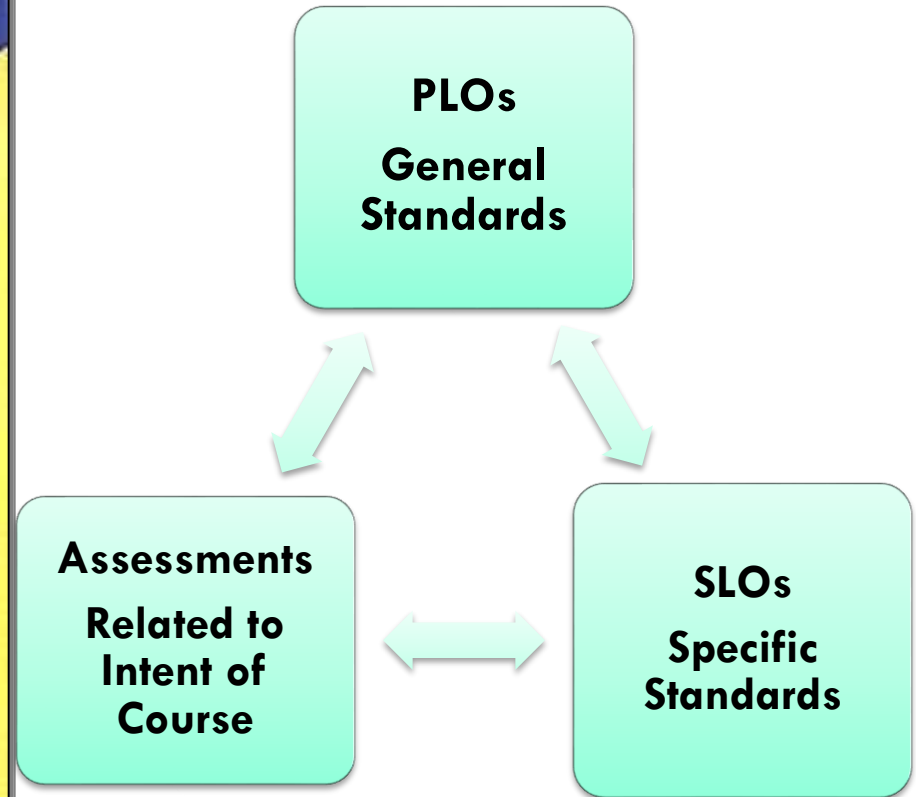 PLOs
General
Standards
Assessments
Related to
Intent of
Course
SLOs
Specific
Standards